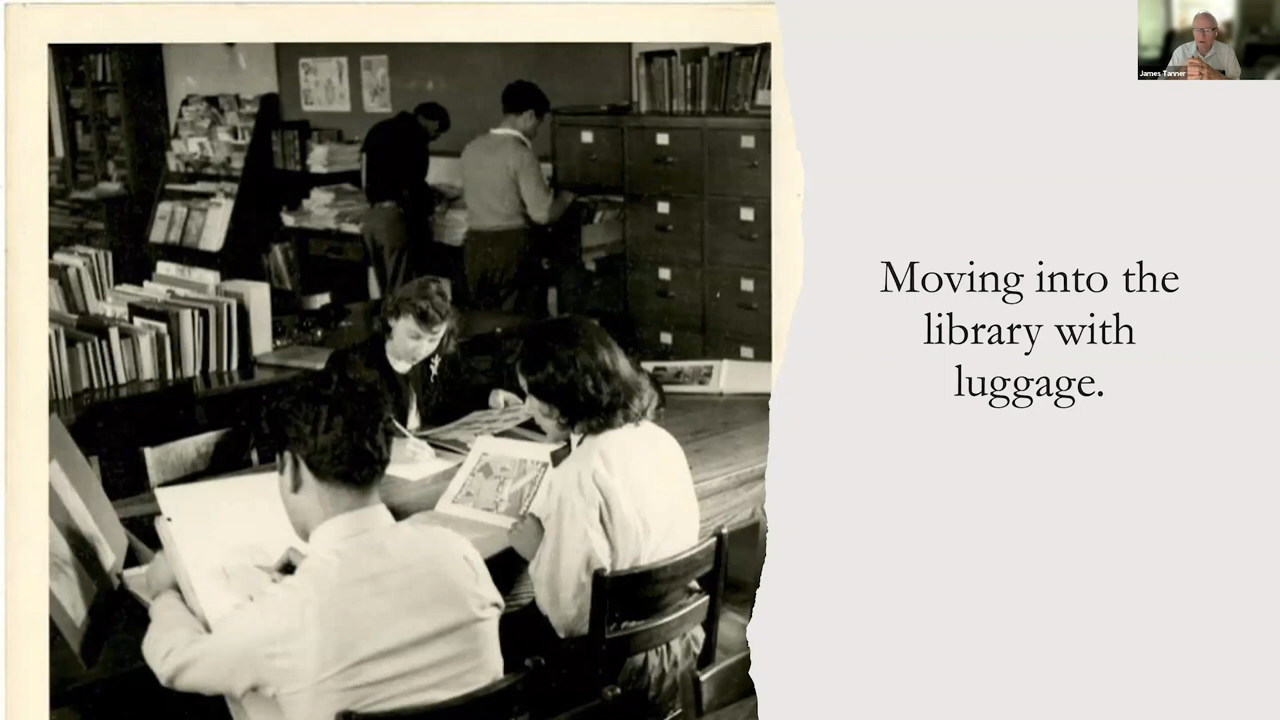 James Tanner
Moving into the
library with
luggage.